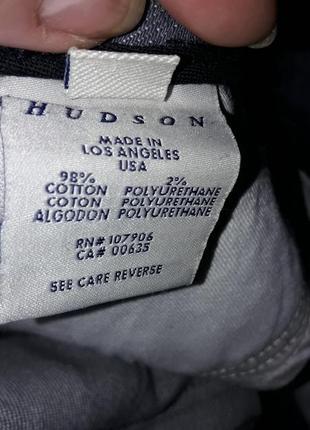 HUDSON
MADE IN
LOS ANGELES
USA
98% 2%
COTTON POLYURETHANE
COTON POLYURETHANE
ALGODON POLYURETHANE
RN# 107906
CA# 00635
SEE CARE REVERSE